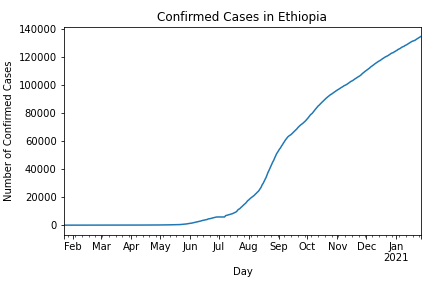 Confirmed Cases in Ethiopia
140000
120000
100000
80000
60000
40000
20000
0
Number of Confirmed Cases
Feb Mar Apr May Jun Jul Aug Sep Oct Nov Dec Jan
2021
Day